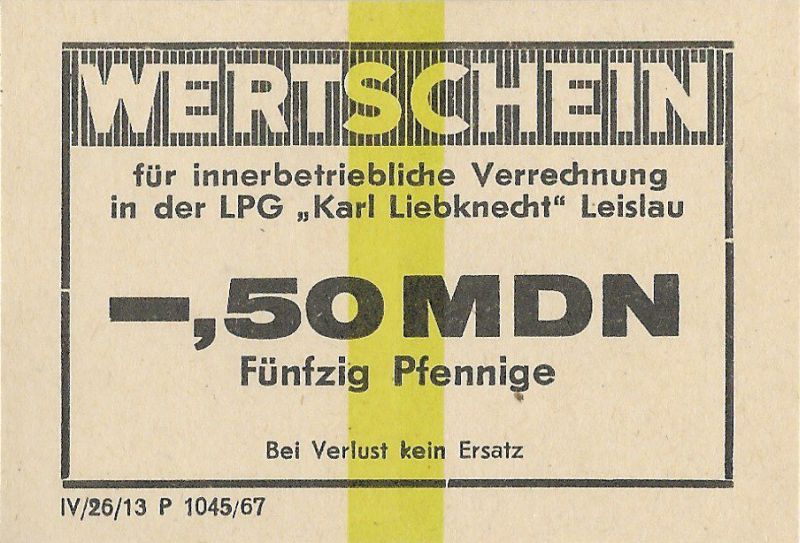 WERTSCHEIN
für innerbetriebliche Verrechnung
in der LPG „Karl Liebknecht“ Leislau
—,50 MDN
Fünfzig Pfennige
Bei Verlust kein Ersatz
IV/26/13 P 1045/67